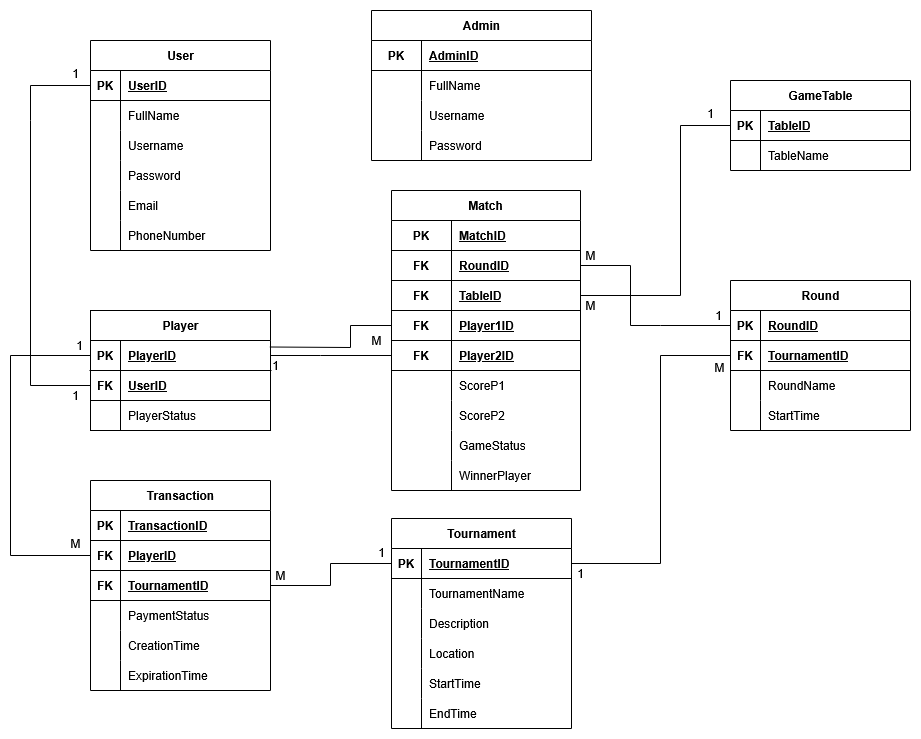 Admin
PK AdminID
FullName
Username
Password
User
1
PK UserID
FullName
Username
Password
Email
PhoneNumber
GameTable
1
PK TableID
TableName
Match
PK MatchID
FK RoundID
M
FK TableID
M
FK Player1ID
M
FK Player2ID
ScoreP1
ScoreP2
GameStatus
WinnerPlayer
Player
1
PK PlayerID
1
FK UserID
1
PlayerStatus
Round
1
PK RoundID
FK TournamentID
M
RoundName
StartTime
Transaction
PK TransactionID
M
FK PlayerID
FK TournamentID
M
PaymentStatus
CreationTime
ExpirationTime
Tournament
1
PK TournamentID
1
TournamentName
Description
Location
StartTime
EndTime